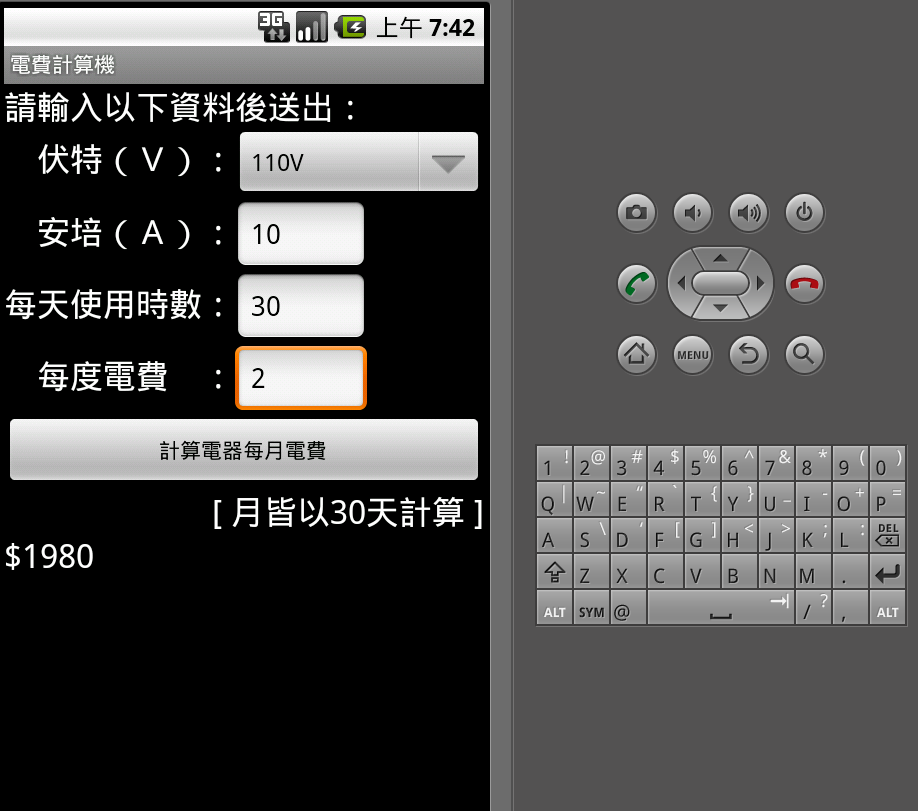 3G 上午 7:42
電費計算機
請輸入以下資料後送出：
伏特（Ｖ）： 110V
安培（Ａ）： 10
每天使用時數： 30
每度電費　： 2
計算電器每月電費
[ 月皆以30天計算 ]
$1980
MENU
1 ! 2 @ 3 # 4 $ 5 % 6 ^ 7 & 8 * 9 ( 0 )
Q | W ~ E “ R ` T { Y } U _ I - O + P =
A S \ D ‘ F [ G ] H < J > K ; L : DEL
Z X C V B N M .
ALT SYM @ / ? , ALT